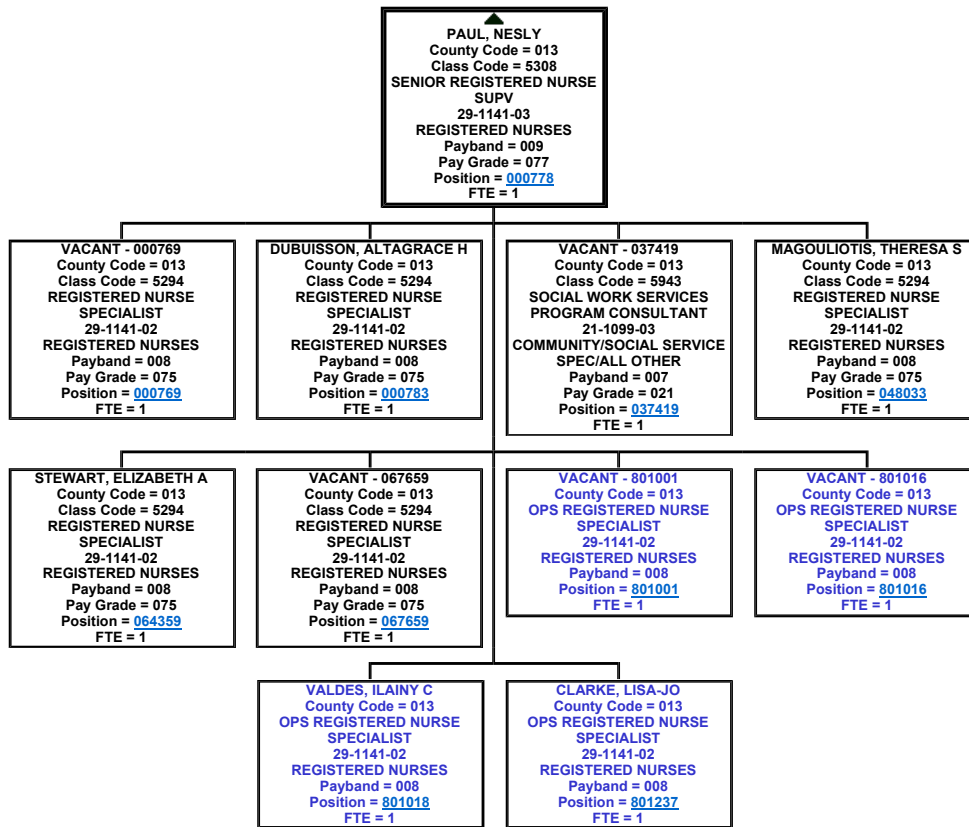 PAUL, NESLY
County Code = 013
Class Code = 5308
SENIOR REGISTERED NURSE
SUPV
29-1141-03
REGISTERED NURSES
Payband = 009
Pay Grade = 077
Position = 000778
FTE = 1
VACANT - 000769
County Code = 013
Class Code = 5294
REGISTERED NURSE
SPECIALIST
29-1141-02
REGISTERED NURSES
Payband = 008
Pay Grade = 075
Position = 000769
FTE = 1
DUBUISSON, ALTAGRACE H
County Code = 013
Class Code = 5294
REGISTERED NURSE
SPECIALIST
29-1141-02
REGISTERED NURSES
Payband = 008
Pay Grade = 075
Position = 000783
FTE = 1
VACANT - 037419
County Code = 013
Class Code = 5943
SOCIAL WORK SERVICES
PROGRAM CONSULTANT
21-1099-03
COMMUNITY/SOCIAL SERVICE
SPEC/ALL OTHER
Payband = 007
Pay Grade = 021
Position = 037419
FTE = 1
MAGOULIOTIS, THERESA S
County Code = 013
Class Code = 5294
REGISTERED NURSE
SPECIALIST
29-1141-02
REGISTERED NURSES
Payband = 008
Pay Grade = 075
Position = 048033
FTE = 1
STEWART, ELIZABETH A
County Code = 013
Class Code = 5294
REGISTERED NURSE
SPECIALIST
29-1141-02
REGISTERED NURSES
Payband = 008
Pay Grade = 075
Position = 064359
FTE = 1
VACANT - 067659
County Code = 013
Class Code = 5294
REGISTERED NURSE
SPECIALIST
29-1141-02
REGISTERED NURSES
Payband = 008
Pay Grade = 075
Position = 067659
FTE = 1
VACANT - 801001
County Code = 013
OPS REGISTERED NURSE
SPECIALIST
29-1141-02
REGISTERED NURSES
Payband = 008
Position = 801001
FTE = 1
VACANT - 801016
County Code = 013
OPS REGISTERED NURSE
SPECIALIST
29-1141-02
REGISTERED NURSES
Payband = 008
Position = 801016
FTE = 1
VALDES, ILAINY C
County Code = 013
OPS REGISTERED NURSE
SPECIALIST
29-1141-02
REGISTERED NURSES
Payband = 008
Position = 801018
FTE = 1
CLARKE, LISA-JO
County Code = 013
OPS REGISTERED NURSE
SPECIALIST
29-1141-02
REGISTERED NURSES
Payband = 008
Position = 801237
FTE = 1